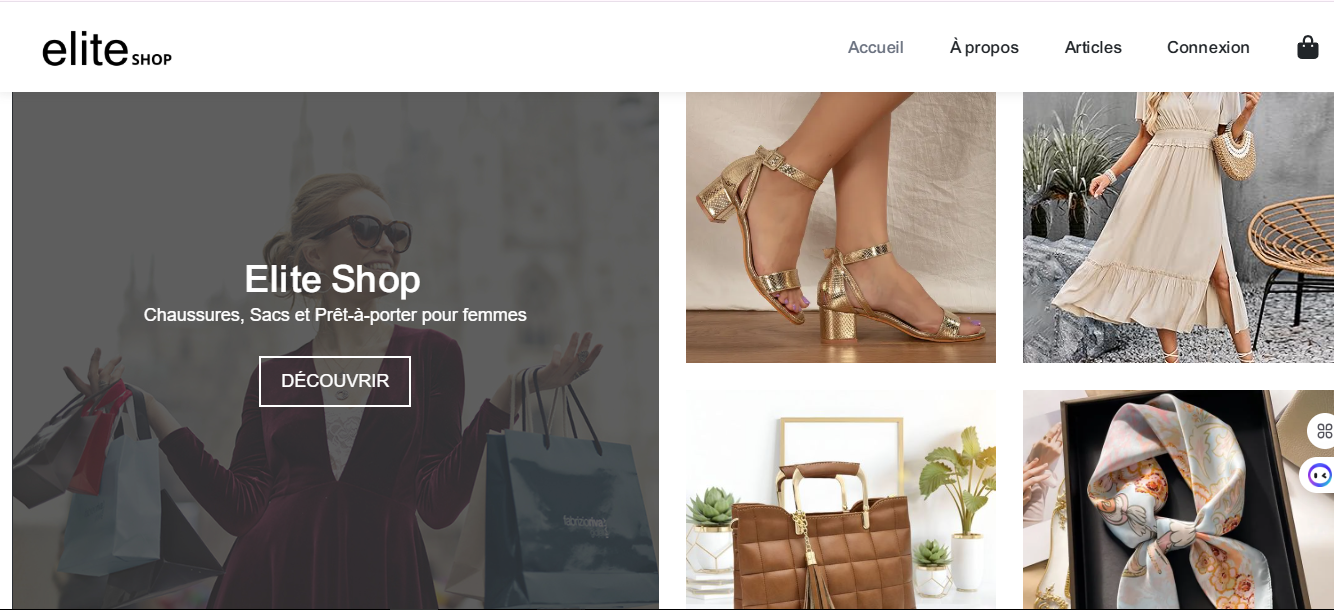 elite SHOP
Accueil
À propos
Articles
Connexion
Elite Shop
Chaussures, Sacs et Prêt-à-porter pour femmes
DÉCOUVRIR